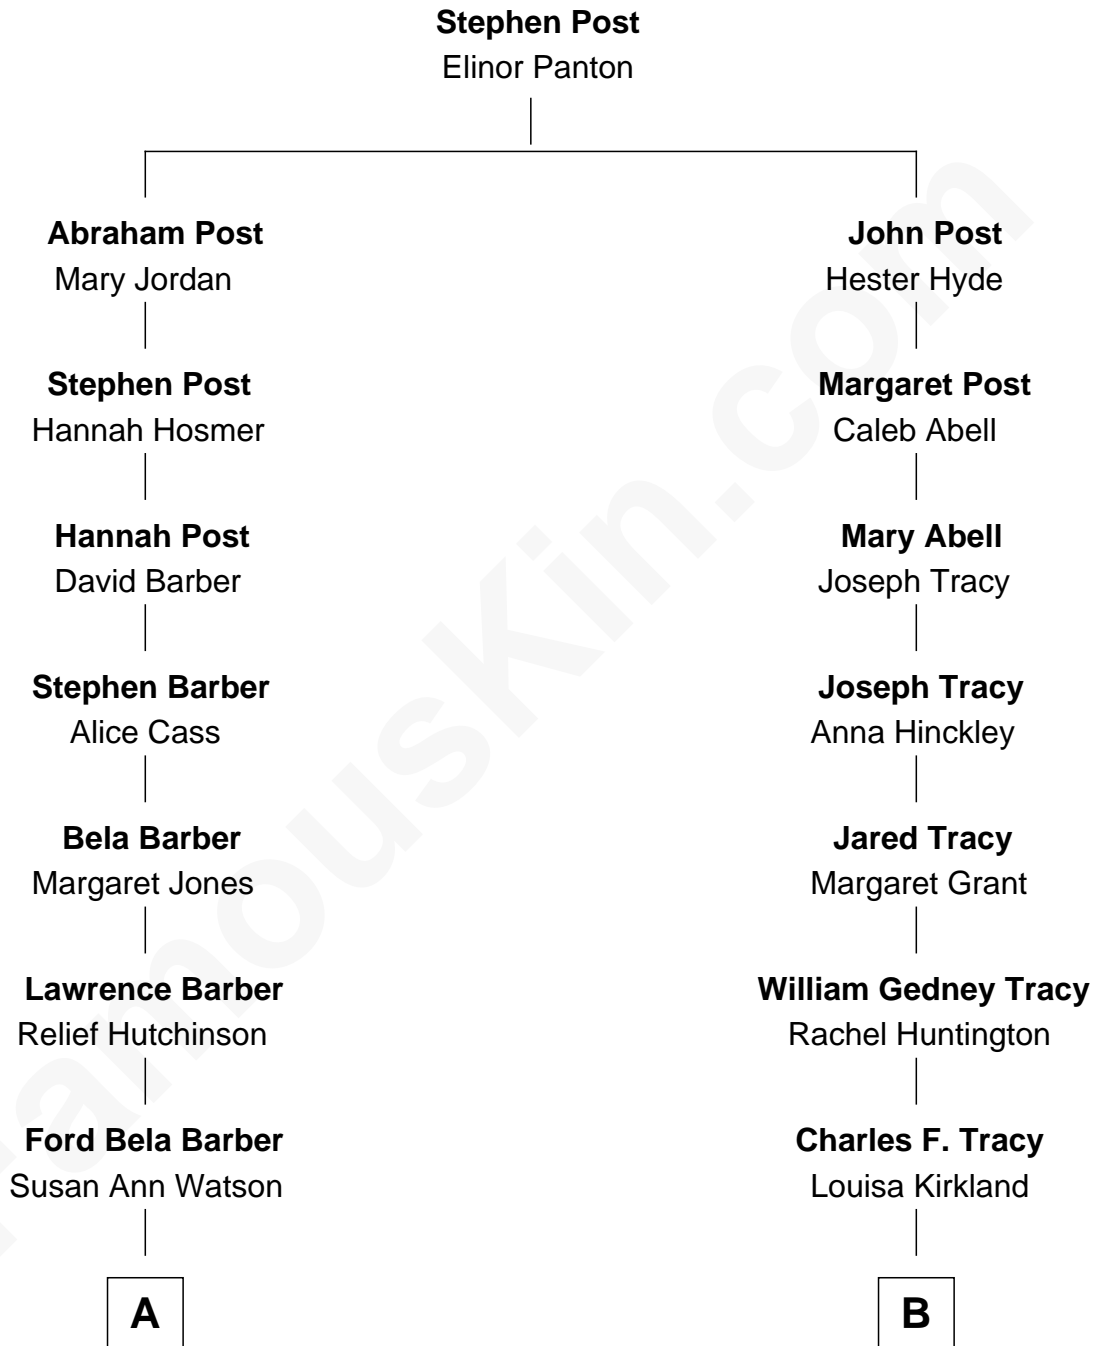 Stephen Post
Elinor Panton
Abraham Post
Mary Jordan
John Post
Hester Hyde
Stephen Post
Hannah Hosmer
Margaret Post
Caleb Abell
Hannah Post
David Barber
Mary Abell
Joseph Tracy
Stephen Barber
Alice Cass
Joseph Tracy
Anna Hinckley
Bela Barber
Margaret Jones
Jared Tracy
Margaret Grant
Lawrence Barber
Relief Hutchinson
William Gedney Tracy
Rachel Huntington
Ford Bela Barber
Susan Ann Watson
Charles F. Tracy
Louisa Kirkland
A
B
FamousKin.com